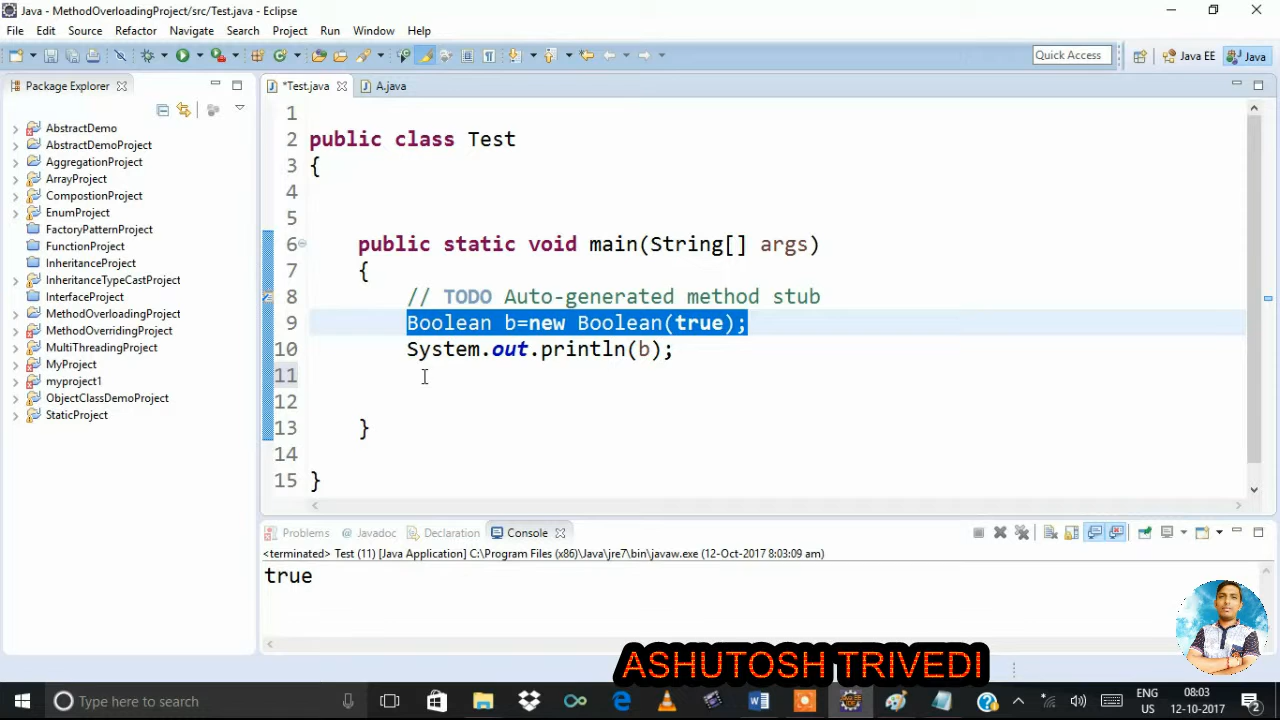 Java - MethodOverloadingProject/src/Test.java - Eclipse
File Edit Source Refactor Navigate Search Project Run Window Help
Quick Access Java EE Java
Package Explorer
*Test.java A.java
AbstractDemo
AbstractDemoProject
AggregationProject
ArrayProject
CompostionProject
EnumProject
FactoryPatternProject
FunctionProject
InheritanceProject
InheritanceTypeCastProject
InterfaceProject
MethodOverloadingProject
MethodOverridingProject
MultiThreadingProject
MyProject
myproject1
ObjectClassDemoProject
StaticProject
1
2 public class Test
3 {
4
5
6 public static void main(String[] args)
7 {
8 // TODO Auto-generated method stub
9 Boolean b=new Boolean(true);
10 System.out.println(b);
11
12
13 }
14
15 }
Problems @ Javadoc Declaration Console
<terminated> Test (11) [Java Application] C:\Program Files (x86)\Java\jre7\bin\javaw.exe (12-Oct-2017 8:03:09 am)
true
ASHUTOSH TRIVEDI
Type here to search
ENG
US
08:03
12-10-2017
2